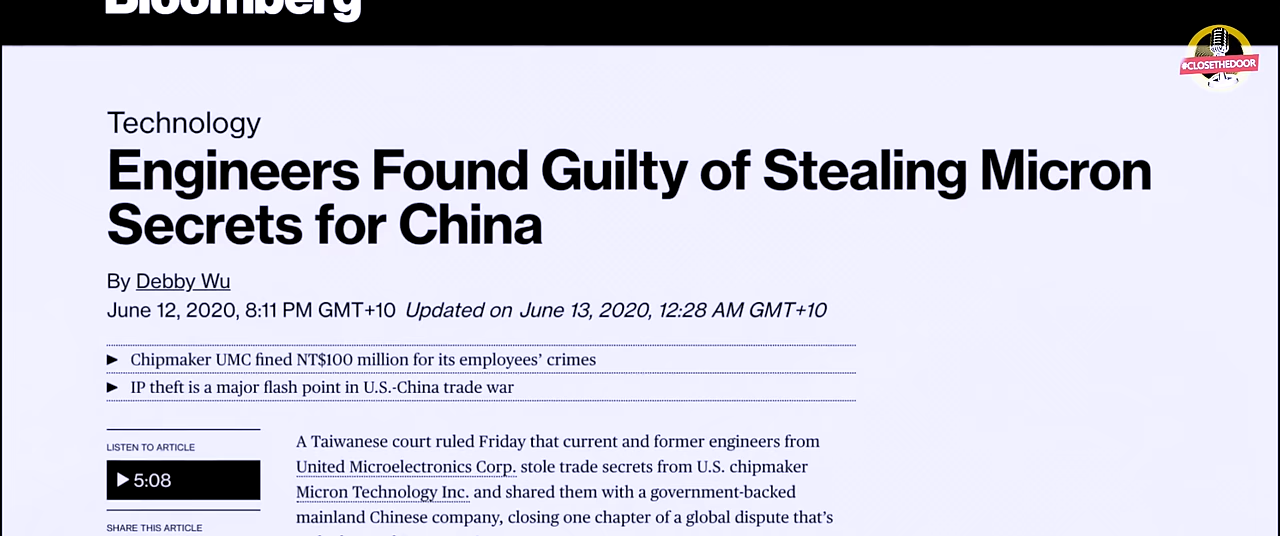 Bloomberg
#CLOSETHEDOOR
Technology
Engineers Found Guilty of Stealing Micron
Secrets for China
By Debby Wu
June 12, 2020, 8:11 PM GMT+10 Updated on June 13, 2020, 12:28 AM GMT+10
► Chipmaker UMC fined NT$100 million for its employees’ crimes
► IP theft is a major flash point in U.S.-China trade war
LISTEN TO ARTICLE
▶ 5:08
SHARE THIS ARTICLE
A Taiwanese court ruled Friday that current and former engineers from
United Microelectronics Corp. stole trade secrets from U.S. chipmaker
Micron Technology Inc. and shared them with a government-backed
mainland Chinese company, closing one chapter of a global dispute that’s